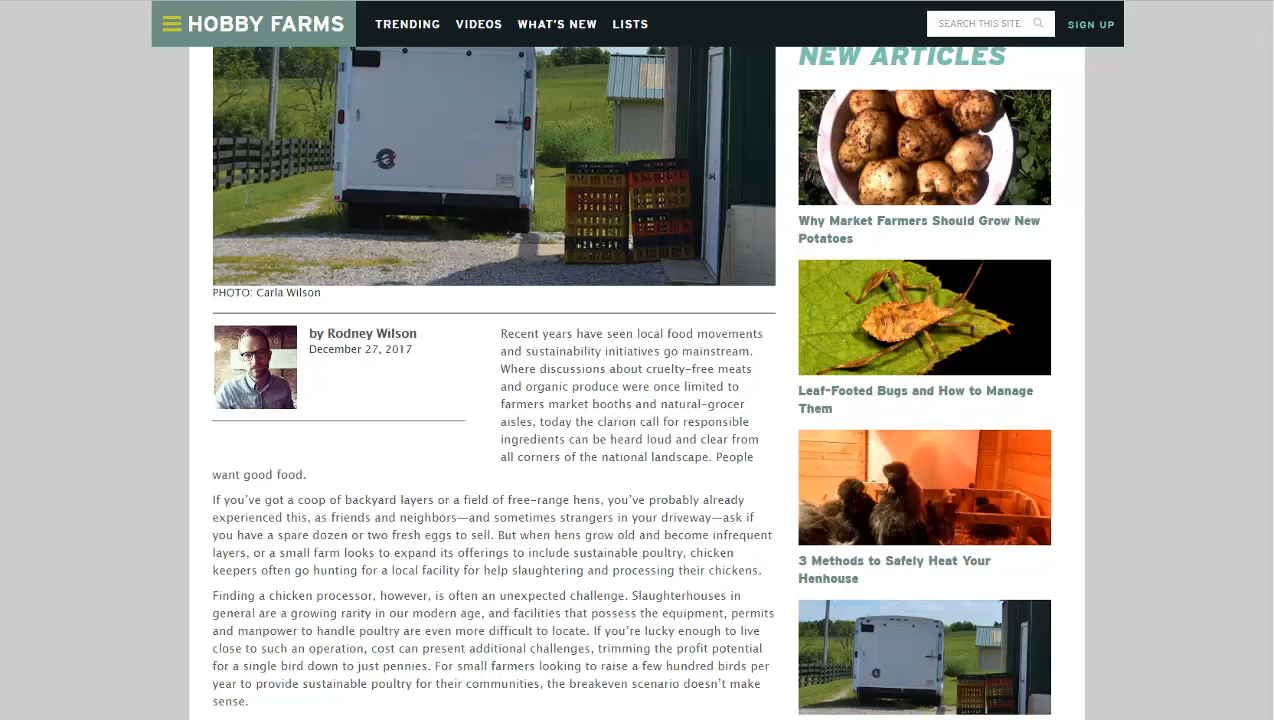 HOBBY FARMS
TRENDING VIDEOS WHAT'S NEW LISTS
SEARCH THIS SITE
SIGN UP
PHOTO: Carla Wilson
by Rodney Wilson
December 27, 2017
Recent years have seen local food movements
and sustainability initiatives go mainstream.
Where discussions about cruelty-free meats
and organic produce were once limited to
farmers market booths and natural-grocer
aisles, today the clarion call for responsible
ingredients can be heard loud and clear from
all corners of the national landscape. People
want good food.
If you've got a coop of backyard layers or a field of free-range hens, you've probably already
experienced this, as friends and neighbors—and sometimes strangers in your driveway—ask if
you have a spare dozen or two fresh eggs to sell. But when hens grow old and become infrequent
layers, or a small farm looks to expand its offerings to include sustainable poultry, chicken
keepers often go hunting for a local facility for help slaughtering and processing their chickens.
Finding a chicken processor, however, is often an unexpected challenge. Slaughterhouses in
general are a growing rarity in our modern age, and facilities that possess the equipment, permits
and manpower to handle poultry are even more difficult to locate. If you're lucky enough to live
close to such an operation, cost can present additional challenges, trimming the profit potential
for a single bird down to just pennies. For small farmers looking to raise a few hundred birds per
year to provide sustainable poultry for their communities, the breakeven scenario doesn't make
sense.
NEW ARTICLES
Why Market Farmers Should Grow New
Potatoes
Leaf-Footed Bugs and How to Manage
Them
3 Methods to Safely Heat Your
Henhouse